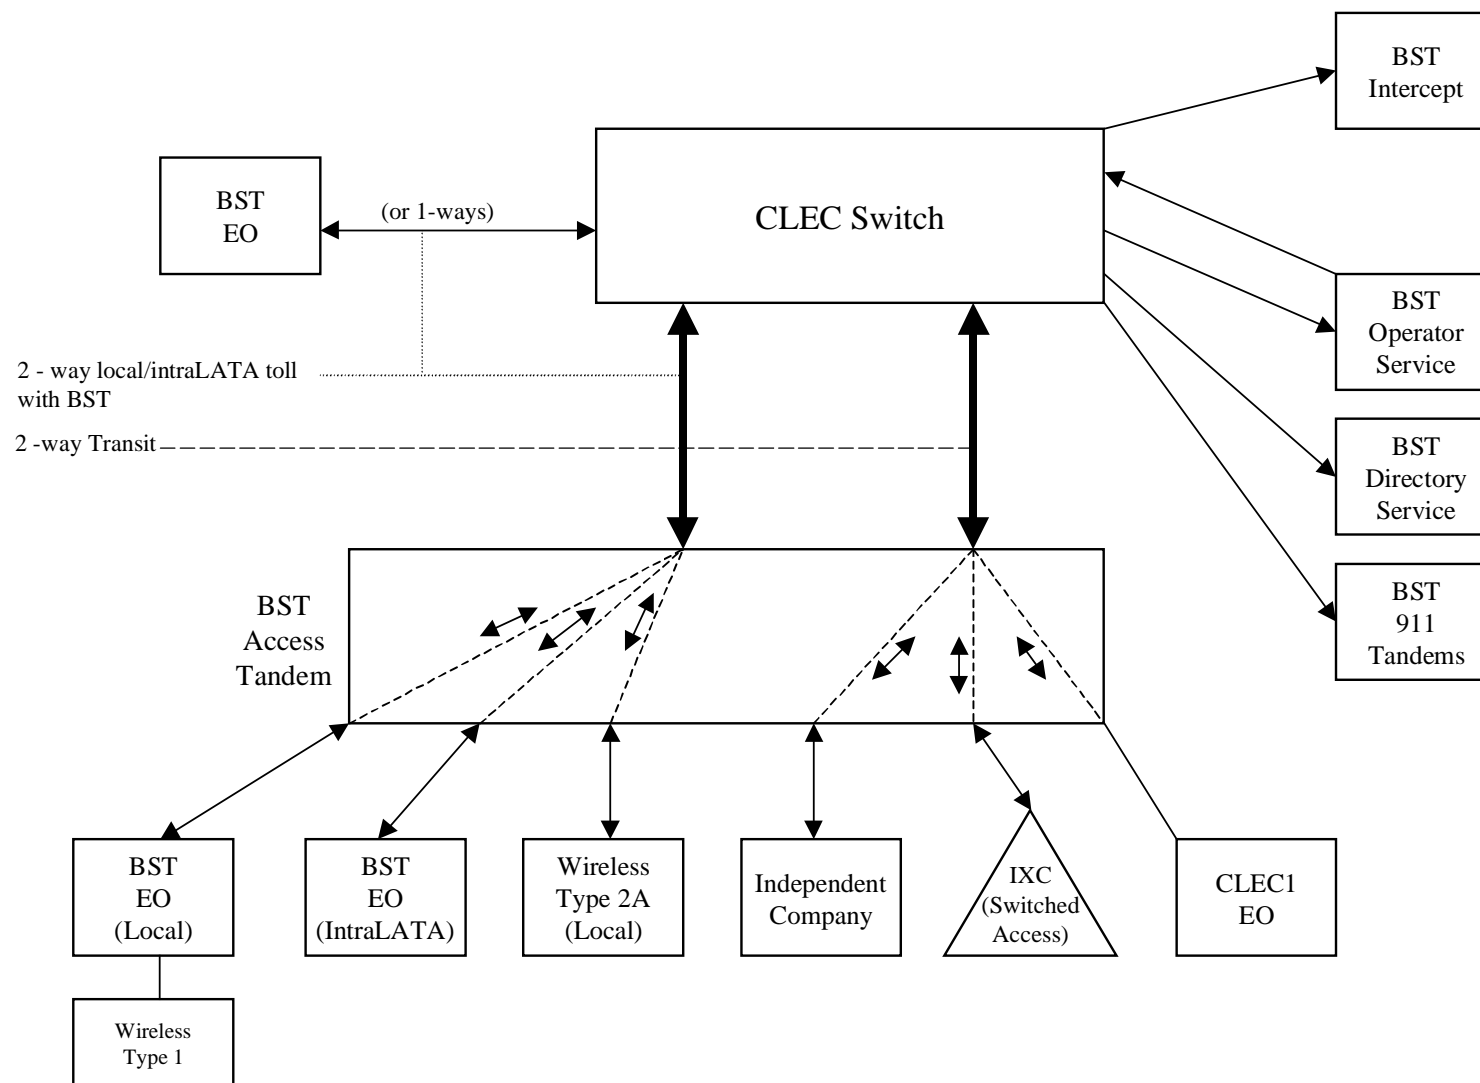 BST
Intercept
BST
EO
(or 1-ways)
CLEC Switch
BST
Operator
Service
2 - way local/intraLATA toll
with BST
2 -way Transit
BST
Directory
Service
BST
911
Tandems
BST
Access
Tandem
BST
EO
(Local)
BST
EO
(IntraLATA)
Wireless
Type 2A
(Local)
Independent
Company
IXC
(Switched
Access)
CLEC1
EO
Wireless
Type 1